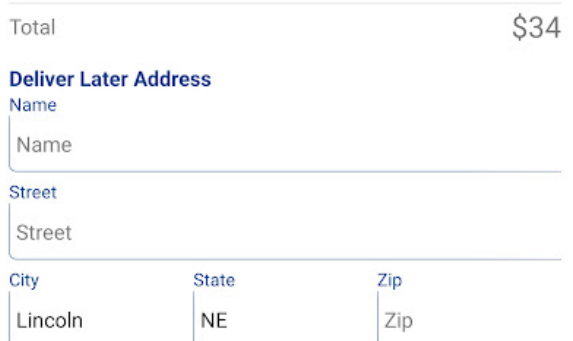 Total $34
Deliver Later Address
Name
Name
Street
Street
City State Zip
Lincoln NE Zip